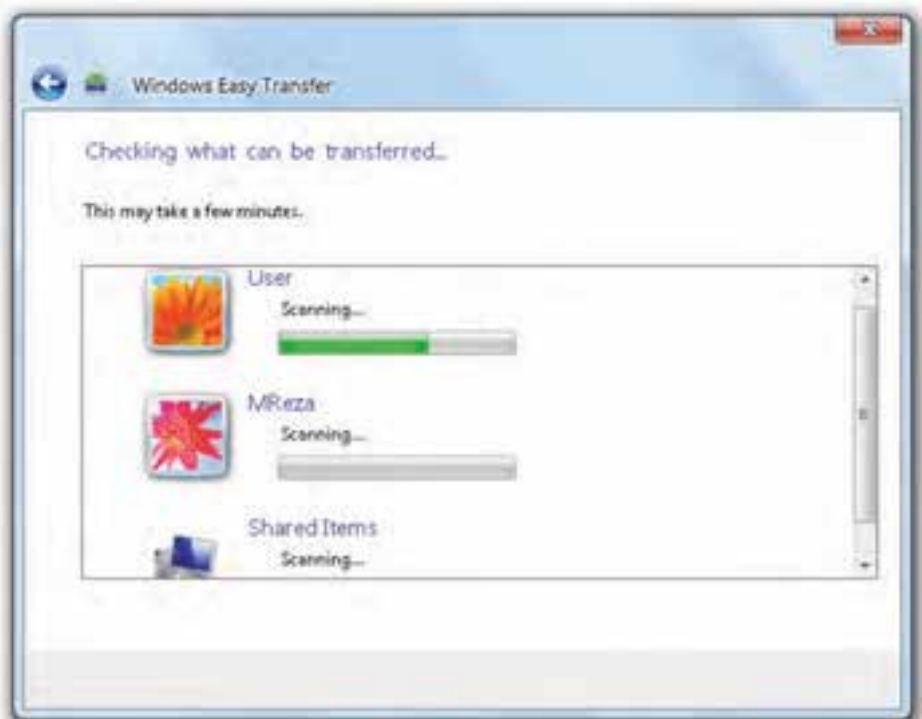 Windows Easy Transfer
Checking what can be transferred...
This may take a few minutes.
User
Scanning...
MReza
Scanning...
Shared Items
Scanning...